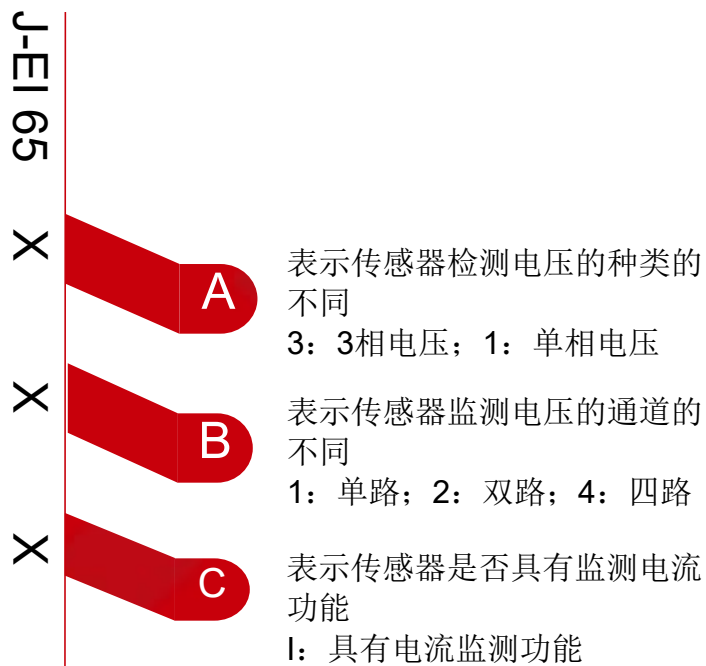 J-EI 65 X X X
A
表示传感器检测电压的种类的
不同
3：3相电压；1：单相电压
B
表示传感器监测电压的通道的
不同
1：单路；2：双路；4：四路
C
表示传感器是否具有监测电流
功能
I：具有电流监测功能